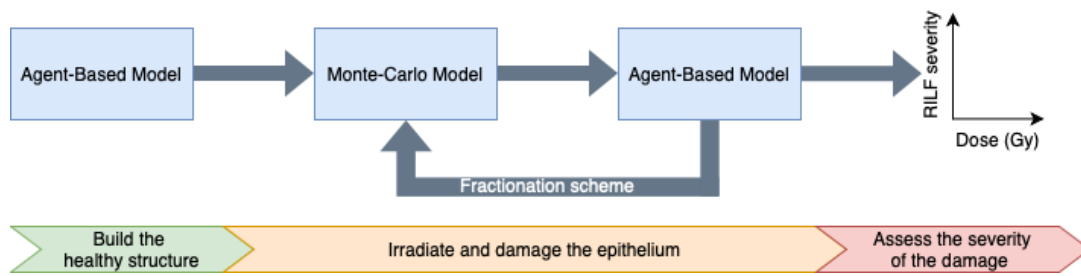 Agent-Based Model
Monte-Carlo Model
Agent-Based Model
RILF severity
Dose (Gy)
Fractionation scheme
Build the
healthy structure
Irradiate and damage the epithelium
Assess the severity
of the damage